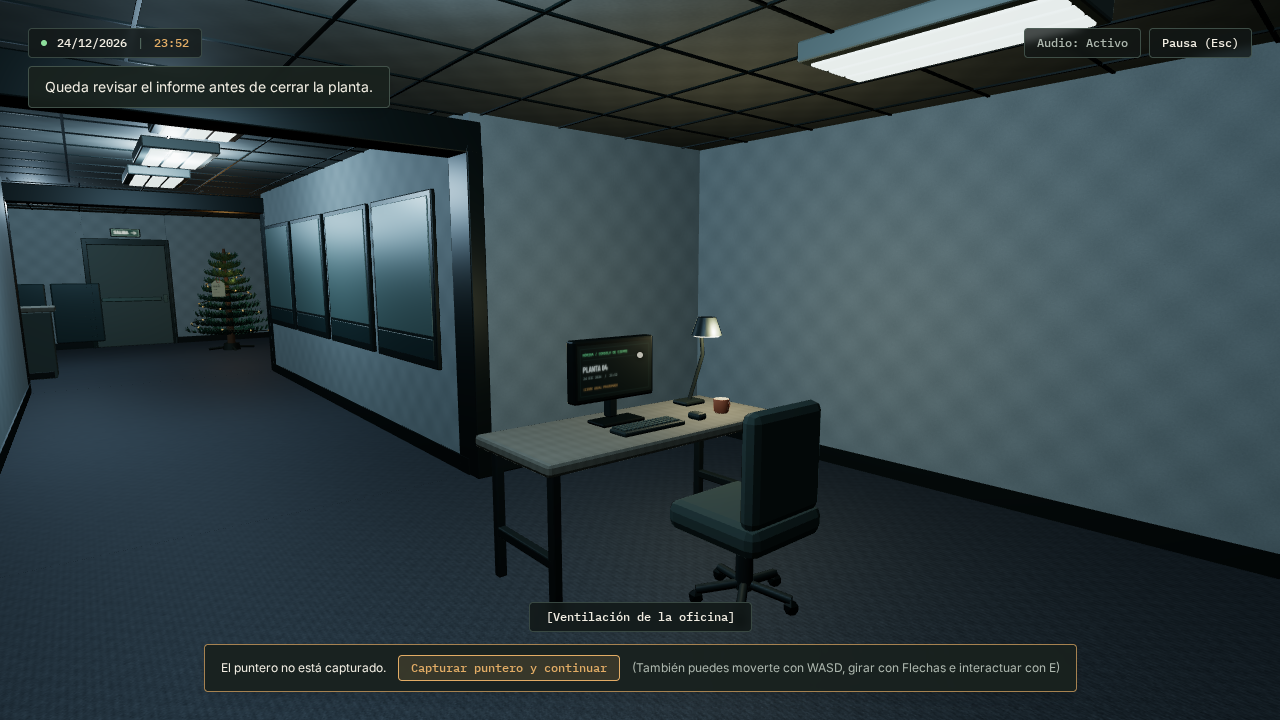 24/12/2026 | 23:52
Audio: Activo
Pausa (Esc)
Queda revisar el informe antes de cerrar la planta.
PLANTA 04
[Ventilación de la oficina]
El puntero no está capturado. Capturar puntero y continuar (También puedes moverte con WASD, girar con Flechas e interactuar con E)